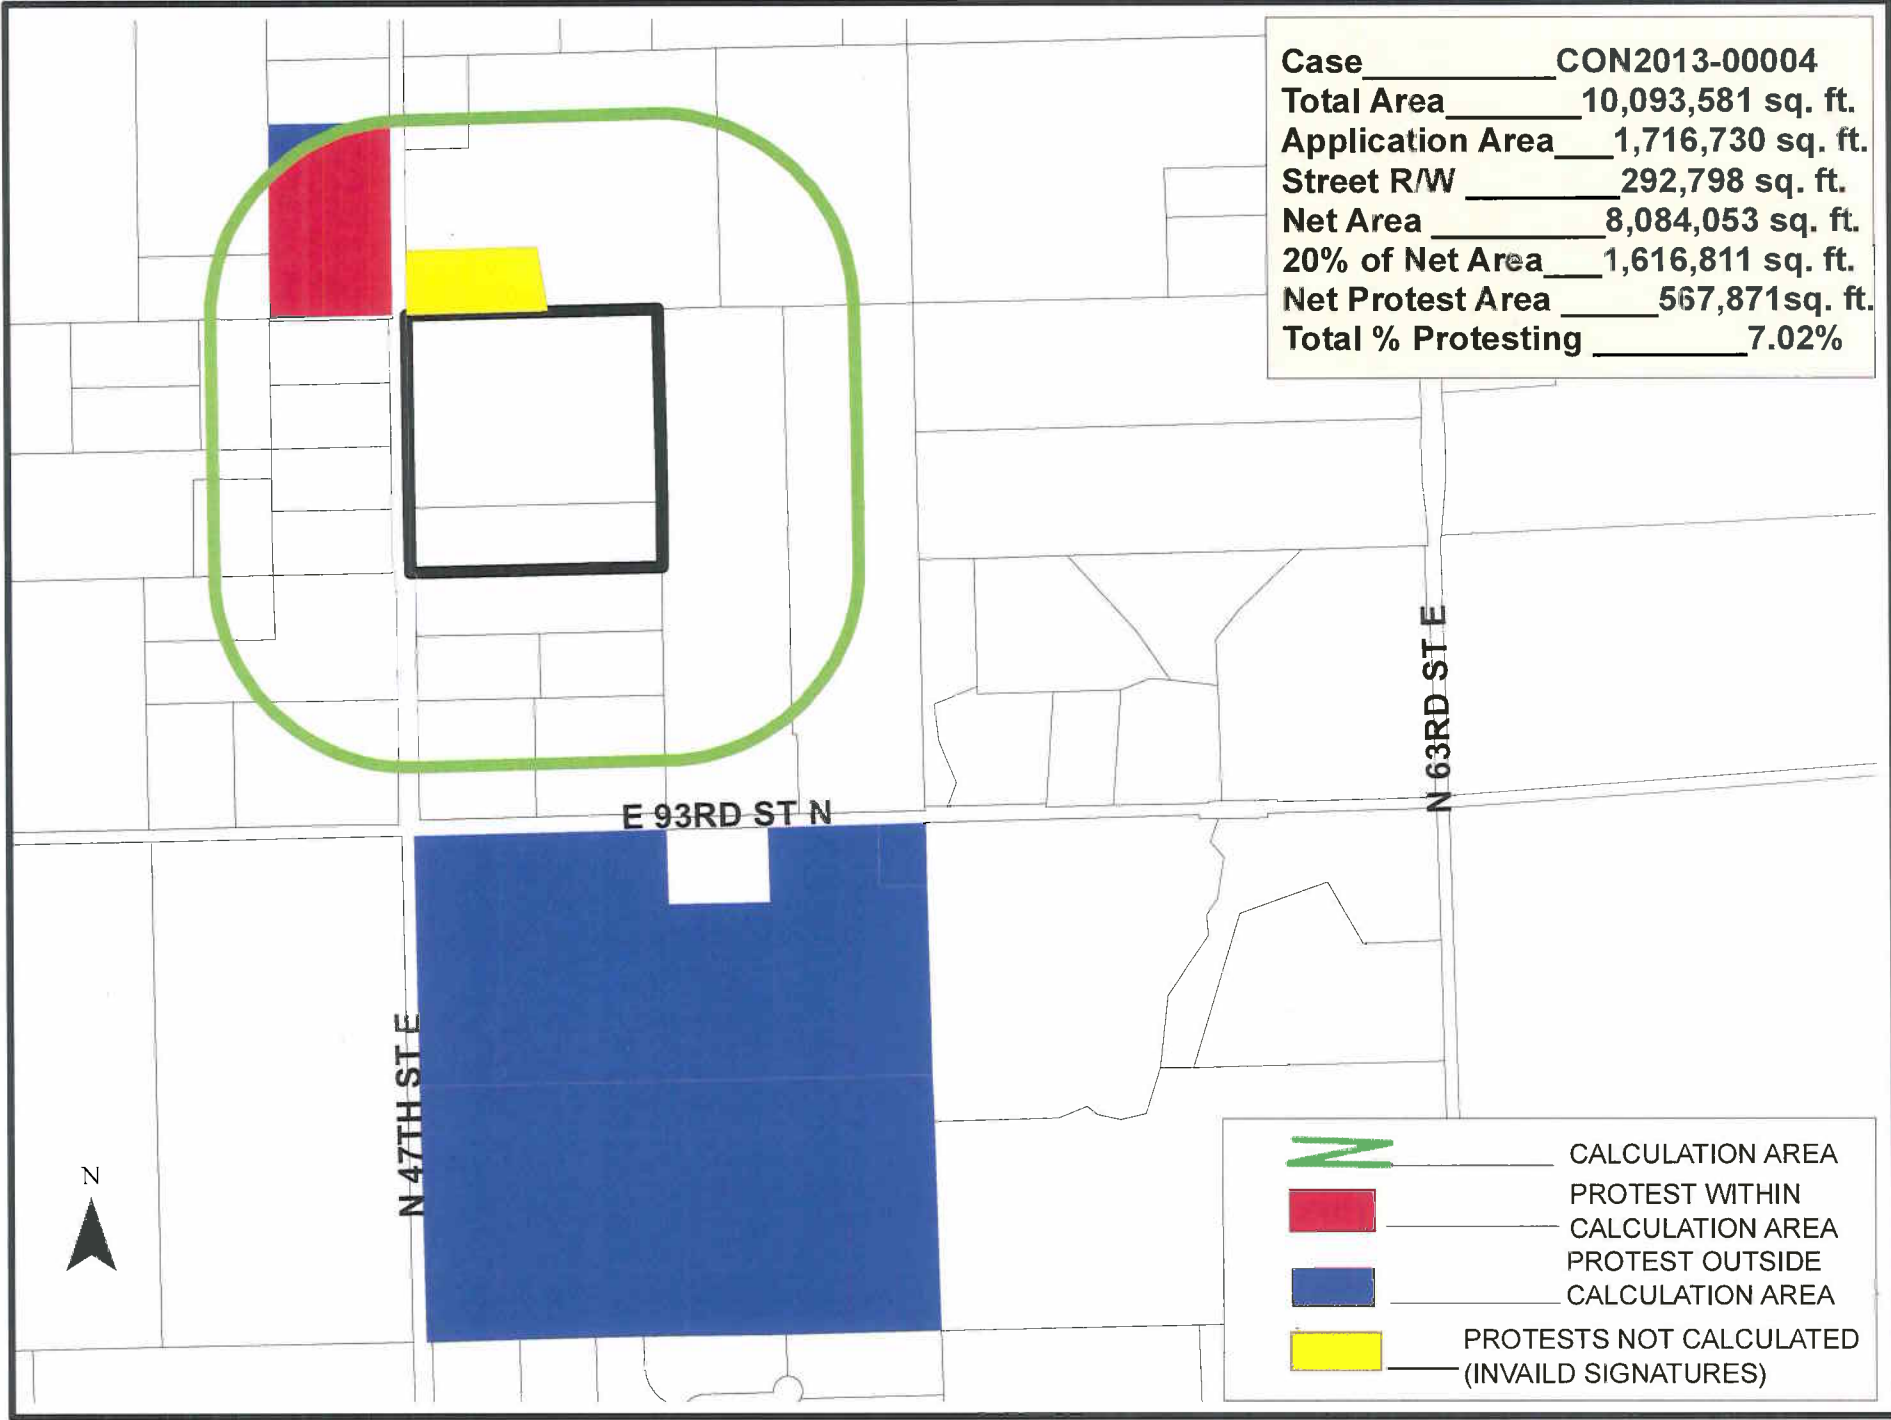 Case__________CON2013-00004
Total Area_______10,093,581 sq. ft.
Application Area___1,716,730 sq. ft.
Street R/W ________292,798 sq. ft.
Net Area _________8,084,053 sq. ft.
20% of Net Area___1,616,811 sq. ft.
Net Protest Area _____567,871sq. ft.
Total % Protesting ________7.02%
N 63RD ST E
E 93RD ST N
N 47TH ST E
N
CALCULATION AREA
PROTEST WITHIN
CALCULATION AREA
PROTEST OUTSIDE
CALCULATION AREA
PROTESTS NOT CALCULATED
(INVAILD SIGNATURES)